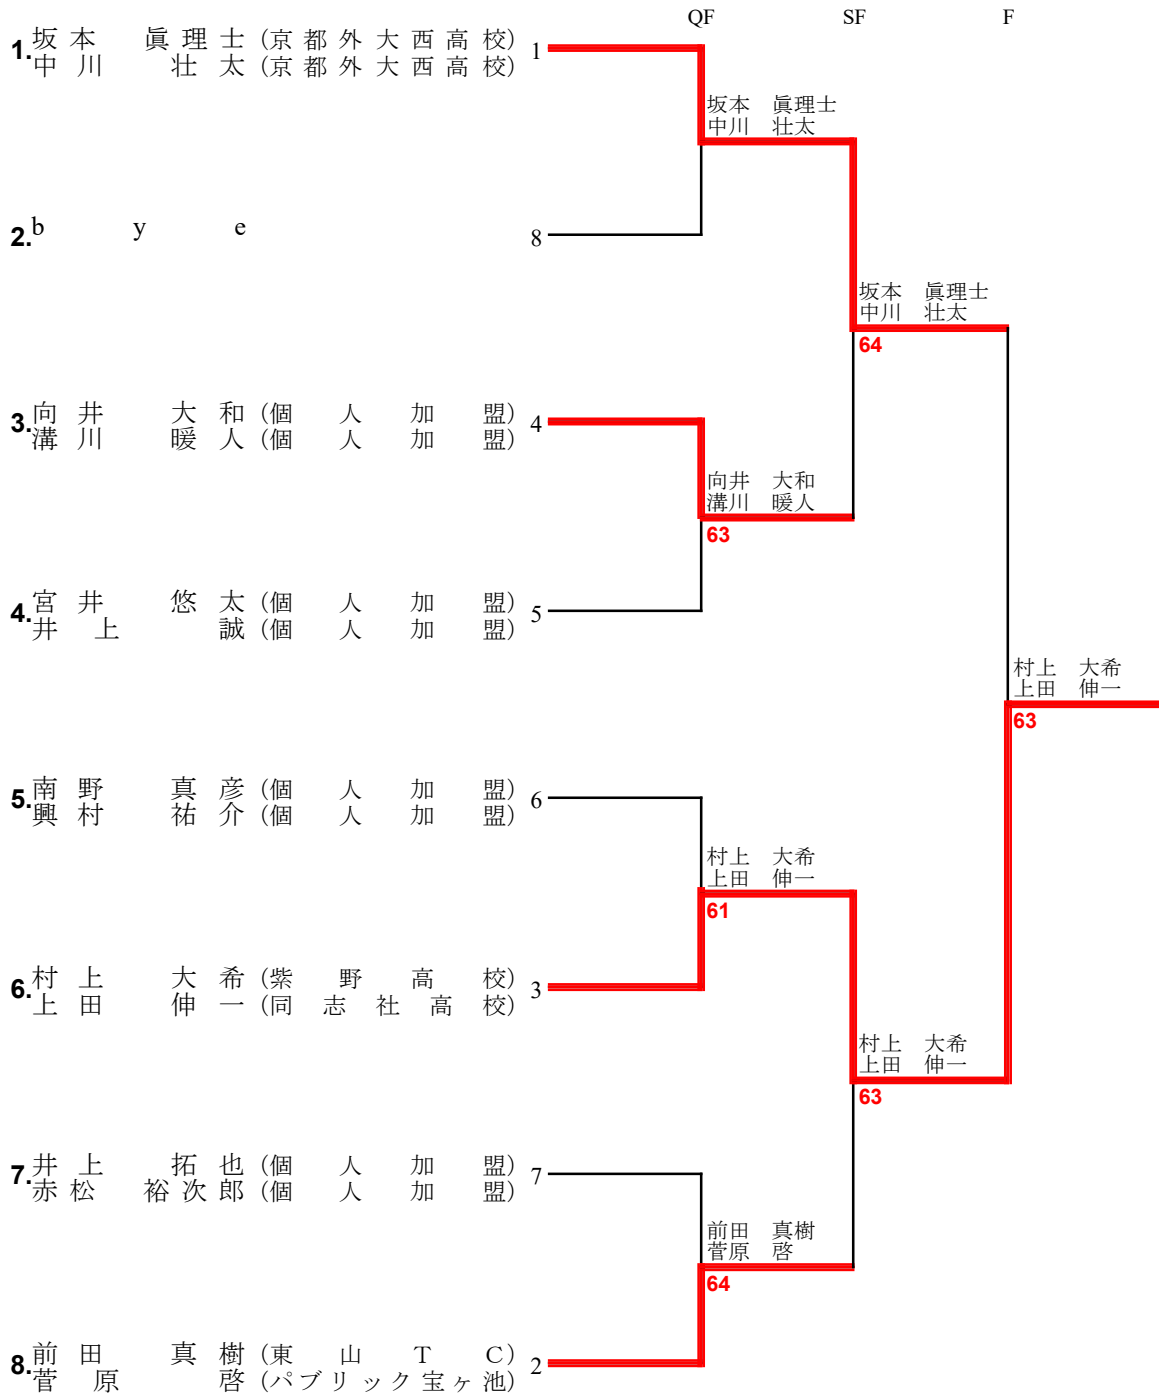 QF SF F
1. 坂本 眞理士 (京都外大西高校) 1
中川 壮太 (京都外大西高校)
坂本 眞理士
中川 壮太
2. bye 8
坂本 眞理士
中川 壮太
64
3. 向井 大和 (個人加盟) 4
溝川 暖人 (個人加盟)
向井 大和
溝川 暖人
63
4. 宮井 悠太 (個人加盟) 5
井上 誠 (個人加盟)
村上 大希
上田 伸一
63
5. 南野 真彦 (個人加盟) 6
興村 祐介 (個人加盟)
村上 大希
上田 伸一
61
6. 村上 大希 (紫野高校) 3
上田 伸一 (同志社高校)
村上 大希
上田 伸一
63
7. 井上 拓也 (個人加盟) 7
赤松 裕次郎 (個人加盟)
前田 真樹
菅原 啓
64
8. 前田 真樹 (東山TC) 2
菅原 啓 (パブリック宝ヶ池)